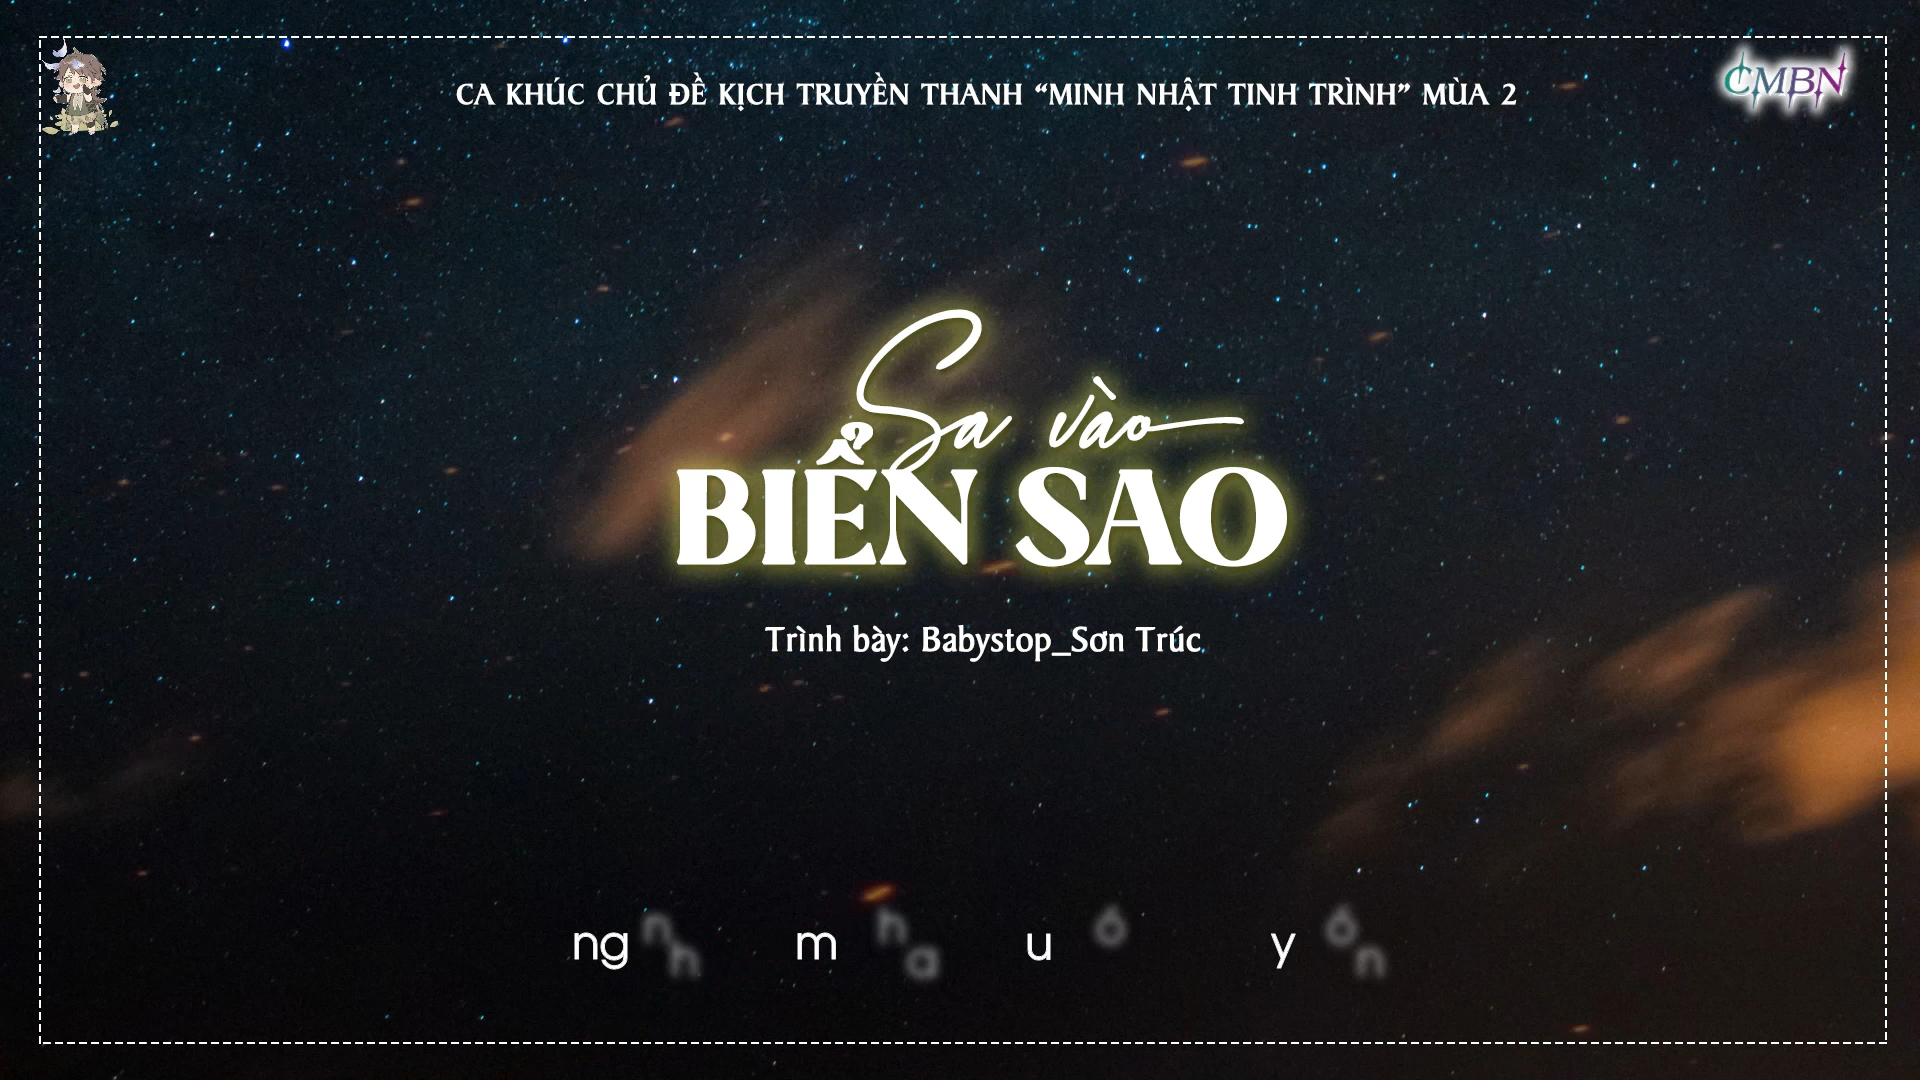 CA KHÚC CHỦ ĐỀ KỊCH TRUYỀN THANH “MINH NHẬT TINH TRÌNH” MÙA 2
CMBN
Sa vào
BIỂN SAO
Trình bày: Babystop_Sơn Trúc